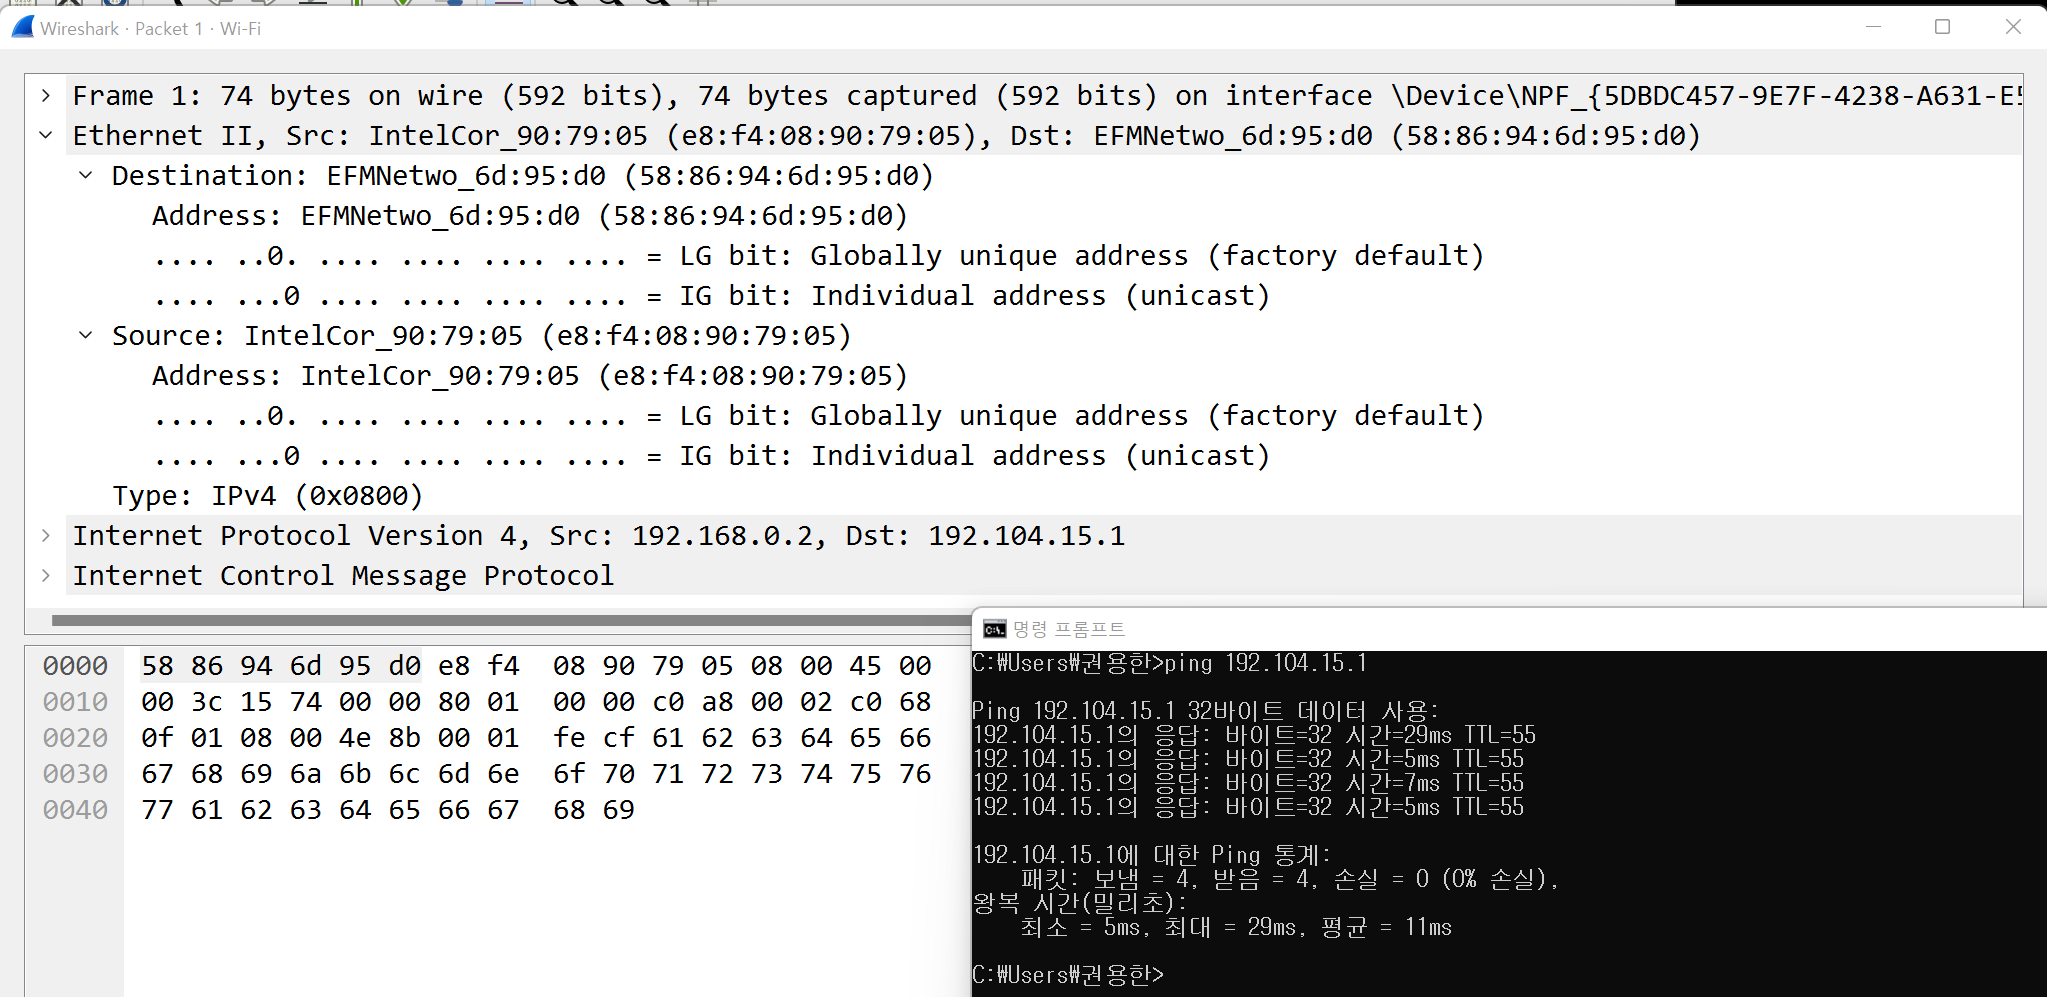 Wireshark · Packet 1 · Wi-Fi
Frame 1: 74 bytes on wire (592 bits), 74 bytes captured (592 bits) on interface \Device\NPF_{5DBDC457-9E7F-4238-A631-E5
Ethernet II, Src: IntelCor_90:79:05 (e8:f4:08:90:79:05), Dst: EFMNetwo_6d:95:d0 (58:86:94:6d:95:d0)
Destination: EFMNetwo_6d:95:d0 (58:86:94:6d:95:d0)
Address: EFMNetwo_6d:95:d0 (58:86:94:6d:95:d0)
.... ..0. .... .... .... .... = LG bit: Globally unique address (factory default)
.... ...0 .... .... .... .... = IG bit: Individual address (unicast)
Source: IntelCor_90:79:05 (e8:f4:08:90:79:05)
Address: IntelCor_90:79:05 (e8:f4:08:90:79:05)
.... ..0. .... .... .... .... = LG bit: Globally unique address (factory default)
.... ...0 .... .... .... .... = IG bit: Individual address (unicast)
Type: IPv4 (0x0800)
Internet Protocol Version 4, Src: 192.168.0.2, Dst: 192.104.15.1
Internet Control Message Protocol
0000 58 86 94 6d 95 d0 e8 f4 08 90 79 05 08 00 45 00
0010 00 3c 15 74 00 00 80 01 00 00 c0 a8 00 02 c0 68
0020 0f 01 08 00 4e 8b 00 01 fe cf 61 62 63 64 65 66
0030 67 68 69 6a 6b 6c 6d 6e 6f 70 71 72 73 74 75 76
0040 77 61 62 63 64 65 66 67 68 69
명령 프롬프트
C:₩Users₩권용한>ping 192.104.15.1
Ping 192.104.15.1 32바이트 데이터 사용:
192.104.15.1의 응답: 바이트=32 시간=29ms TTL=55
192.104.15.1의 응답: 바이트=32 시간=5ms TTL=55
192.104.15.1의 응답: 바이트=32 시간=7ms TTL=55
192.104.15.1의 응답: 바이트=32 시간=5ms TTL=55
192.104.15.1에 대한 Ping 통계:
패킷: 보냄 = 4, 받음 = 4, 손실 = 0 (0% 손실),
왕복 시간(밀리초):
최소 = 5ms, 최대 = 29ms, 평균 = 11ms
C:₩Users₩권용한>